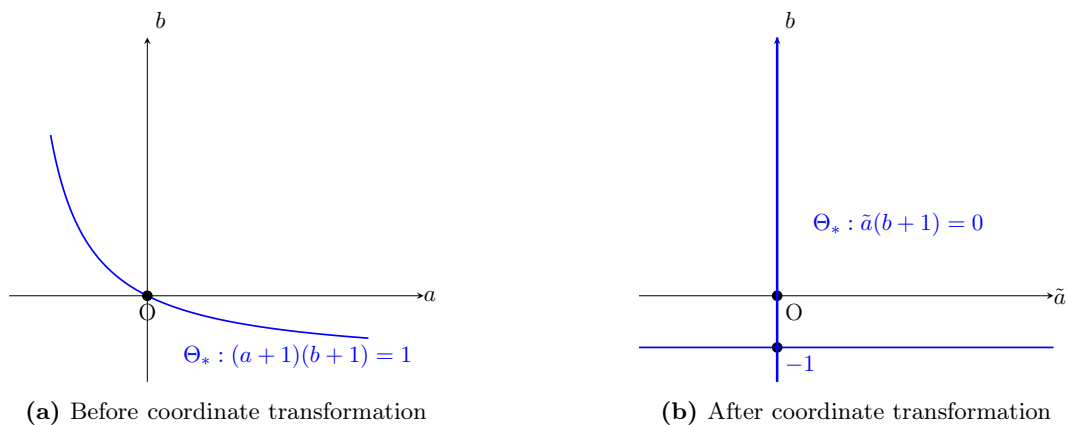 b
a
O
Θ∗ : (a + 1)(b + 1) = 1
(a) Before coordinate transformation
b
Θ∗ : ã(b + 1) = 0
ã
O
−1
(b) After coordinate transformation